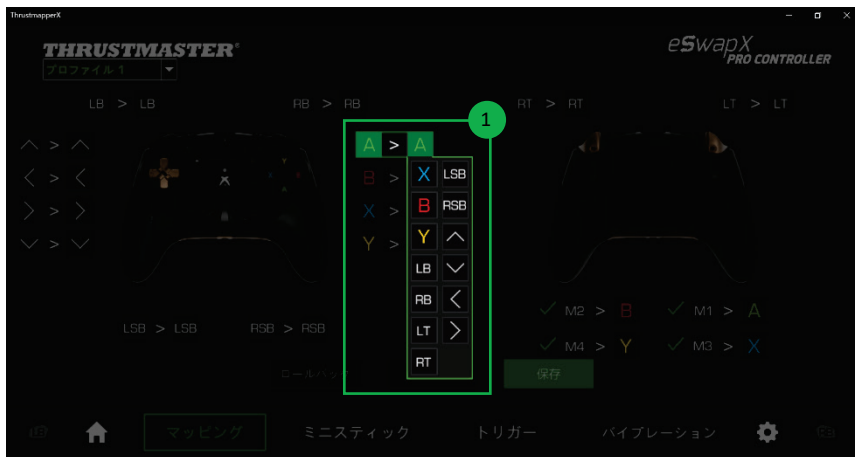 ThrustmapperX
THRUSTMASTER®
eSwapX
PRO CONTROLLER
プロファイル 1
LB > LB
RB > RB
RT > RT
LT > LT
1
A > A
B >
X >
Y >
X LSB
B RSB
Y
LB
RB
LT
RT
LSB > LSB
RSB > RSB
M2 > B
M1 > A
M4 > Y
M3 > X
ロールバック
保存
マッピング
ミニスティック
トリガー
バイブレーション